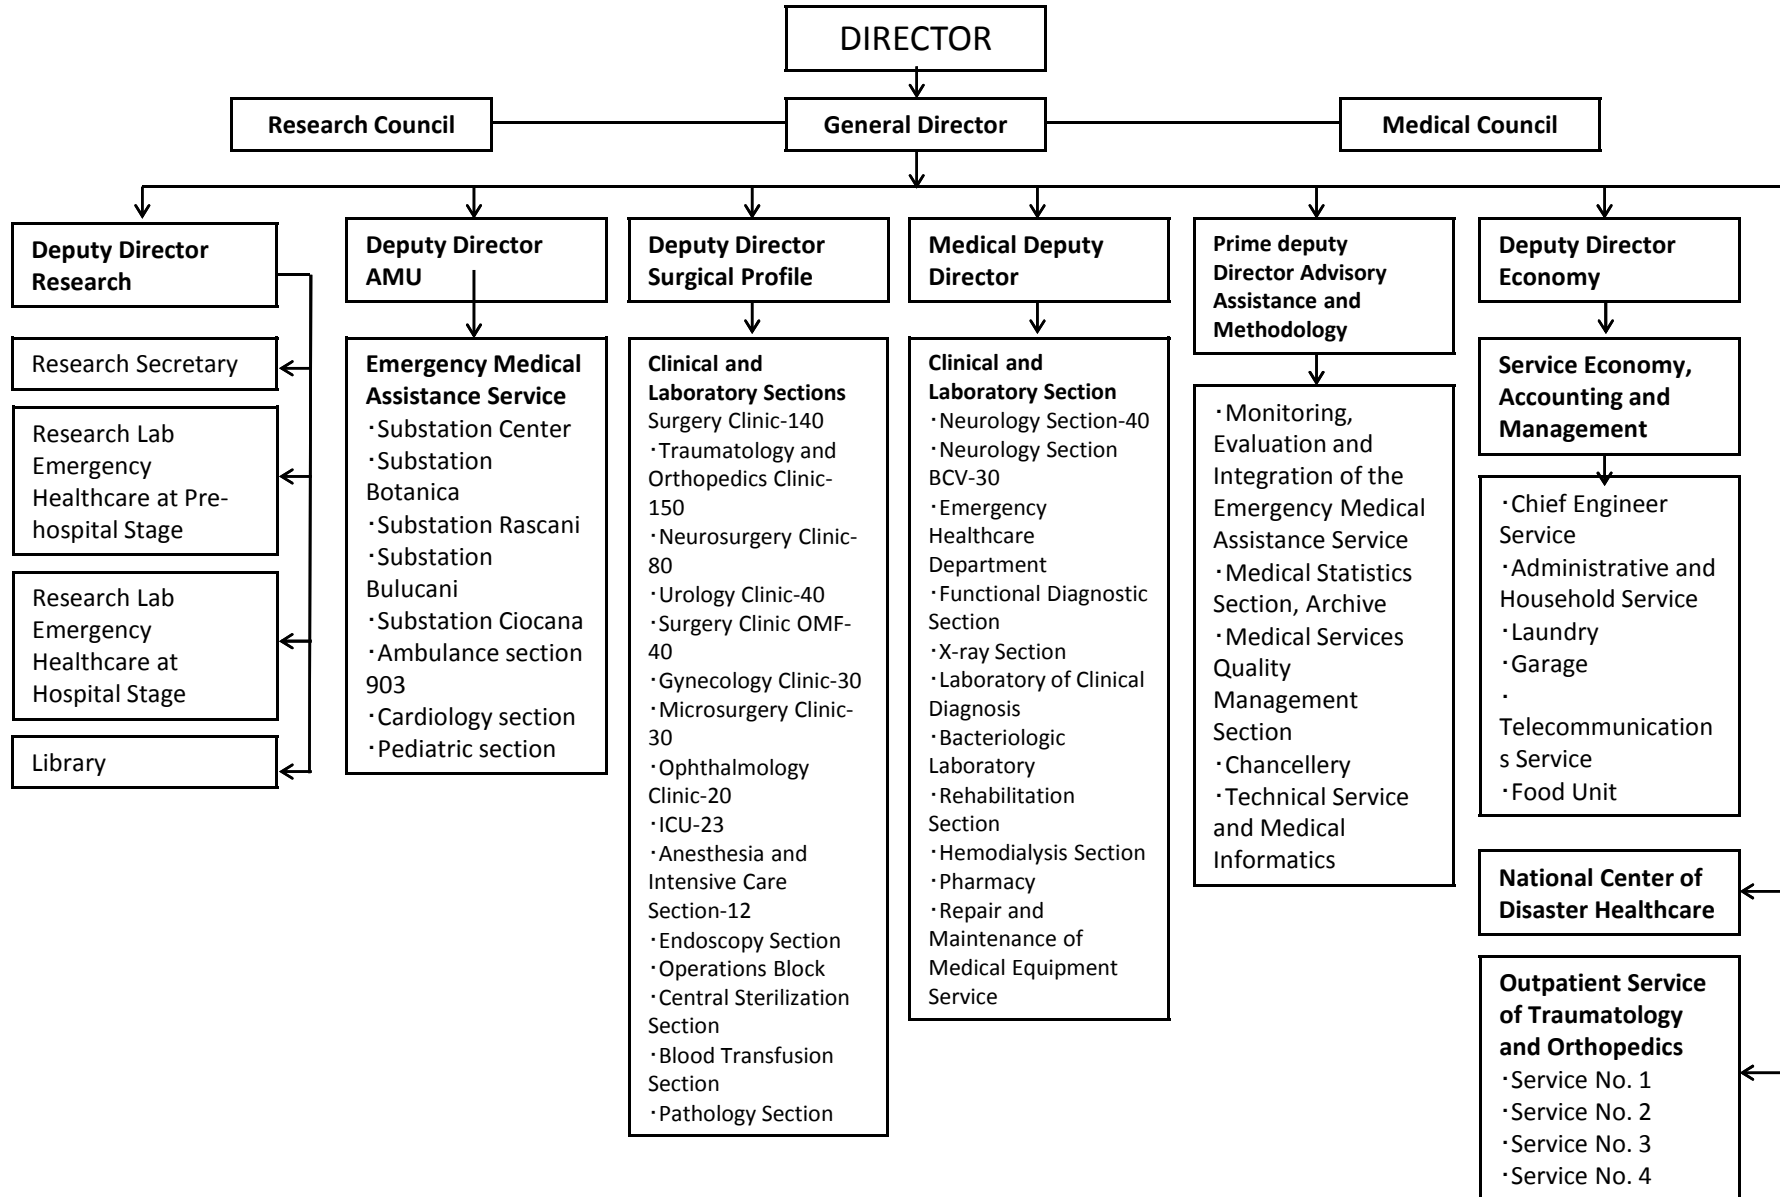 DIRECTOR
Research Council
General Director
Medical Council
Deputy Director
Research
Research Secretary
Research Lab
Emergency
Healthcare at Pre-
hospital Stage
Research Lab
Emergency
Healthcare at
Hospital Stage
Library
Deputy Director
AMU
Emergency Medical
Assistance Service
·Substation Center
·Substation
Botanica
·Substation Rascani
·Substation
Bulucani
·Substation Ciocana
·Ambulance section
903
·Cardiology section
·Pediatric section
Deputy Director
Surgical Profile
Clinical and
Laboratory Sections
Surgery Clinic-140
·Traumatology and
Orthopedics Clinic-
150
·Neurosurgery Clinic-
80
·Urology Clinic-40
·Surgery Clinic OMF-
40
·Gynecology Clinic-30
·Microsurgery Clinic-
30
·Ophthalmology
Clinic-20
·ICU-23
·Anesthesia and
Intensive Care
Section-12
·Endoscopy Section
·Operations Block
·Central Sterilization
Section
·Blood Transfusion
Section
·Pathology Section
Medical Deputy
Director
Clinical and
Laboratory Section
·Neurology Section-40
·Neurology Section
BCV-30
·Emergency
Healthcare
Department
·Functional Diagnostic
Section
·X-ray Section
·Laboratory of Clinical
Diagnosis
·Bacteriologic
Laboratory
·Rehabilitation
Section
·Hemodialysis Section
·Pharmacy
·Repair and
Maintenance of
Medical Equipment
Service
Prime deputy
Director Advisory
Assistance and
Methodology
·Monitoring,
Evaluation and
Integration of the
Emergency Medical
Assistance Service
·Medical Statistics
Section, Archive
·Medical Services
Quality
Management
Section
·Chancellery
·Technical Service
and Medical
Informatics
Deputy Director
Economy
Service Economy,
Accounting and
Management
·Chief Engineer
Service
·Administrative and
Household Service
·Laundry
·Garage
·
Telecommunication
s Service
·Food Unit
National Center of
Disaster Healthcare
Outpatient Service
of Traumatology
and Orthopedics
·Service No. 1
·Service No. 2
·Service No. 3
·Service No. 4